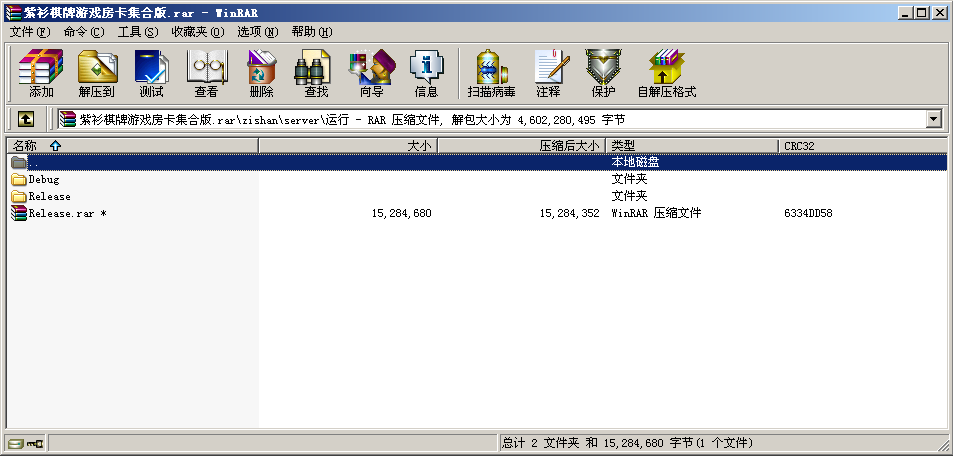 紫衫棋牌游戏房卡集合版.rar - WinRAR
文件(F) 命令(C) 工具(S) 收藏夹(O) 选项(N) 帮助(H)
添加 解压到 测试 查看 删除 查找 向导 信息 扫描病毒 注释 保护 自解压格式
紫衫棋牌游戏房卡集合版.rar\zishan\server\运行 - RAR 压缩文件, 解包大小为 4,602,280,495 字节
名称 大小 压缩后大小 类型 CRC32
.. 本地磁盘
Debug 文件夹
Release 文件夹
Release.rar * 15,284,680 15,284,352 WinRAR 压缩文件 6334DD58
总计 2 文件夹 和 15,284,680 字节(1 个文件)